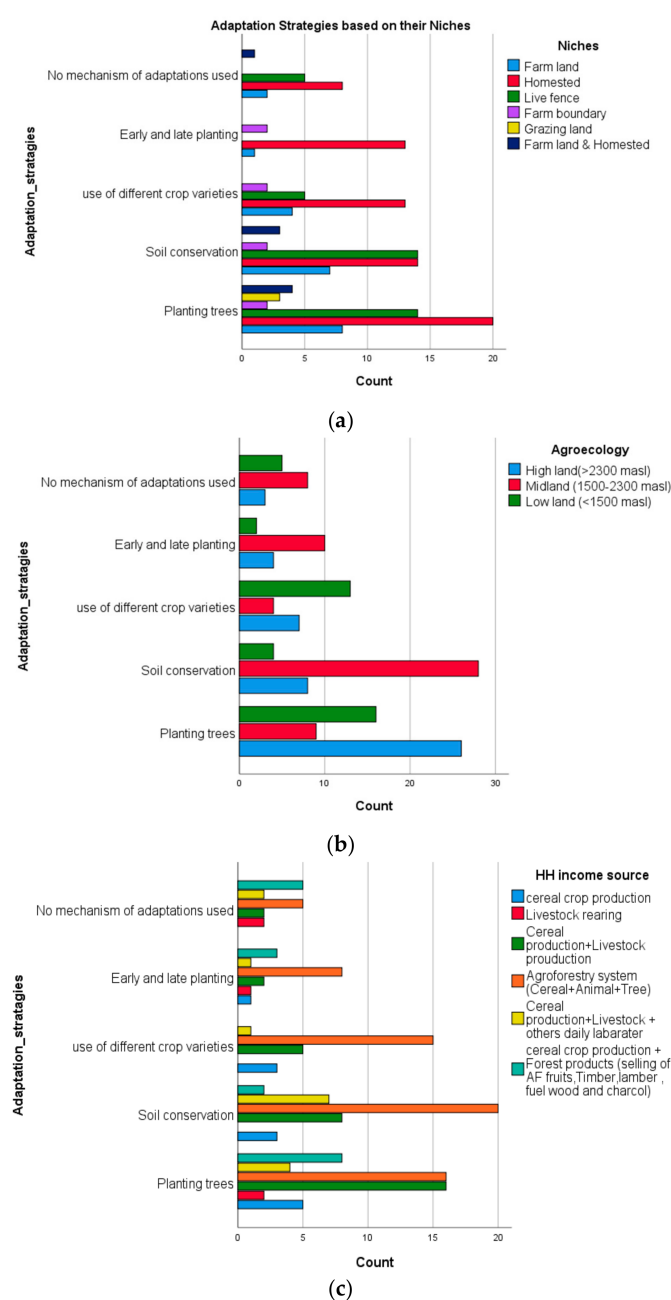 Adaptation Strategies based on their Niches
Niches
Farm land
Homested
Live fence
Farm boundary
Grazing land
Farm land & Homested
Adaptation_stratagies
No mechanism of adaptations used
Early and late planting
use of different crop varieties
Soil conservation
Planting trees
0 5 10 15 20
Count
(a)
Agroecology
High land(>2300 masl)
Midland (1500-2300 masl)
Low land (<1500 masl)
Adaptation_stratagies
No mechanism of adaptations used
Early and late planting
use of different crop varieties
Soil conservation
Planting trees
0 10 20 30
Count
(b)
HH income source
cereal crop production
Livestock rearing
Cereal
production+Livestock
prouduction
Agroforestry system
(Cereal+Animal+Tree)
Cereal
production+Livestock +
others daily labarater
cereal crop production +
Forest products (selling of
AF fruits,Timber,lamber ,
fuel wood and charcol)
Adaptation_stratagies
No mechanism of adaptations used
Early and late planting
use of different crop varieties
Soil conservation
Planting trees
0 5 10 15 20
Count
(c)